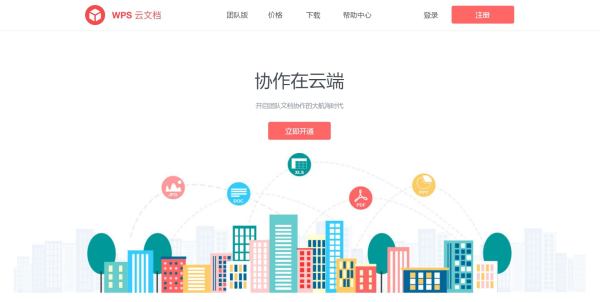 WPS 云文档
团队版
价格
下载
帮助中心
登录
注册
协作在云端
开启团队文档协作的大航海时代
立即开通
XLS
JPG
DOC
PDF
PPT